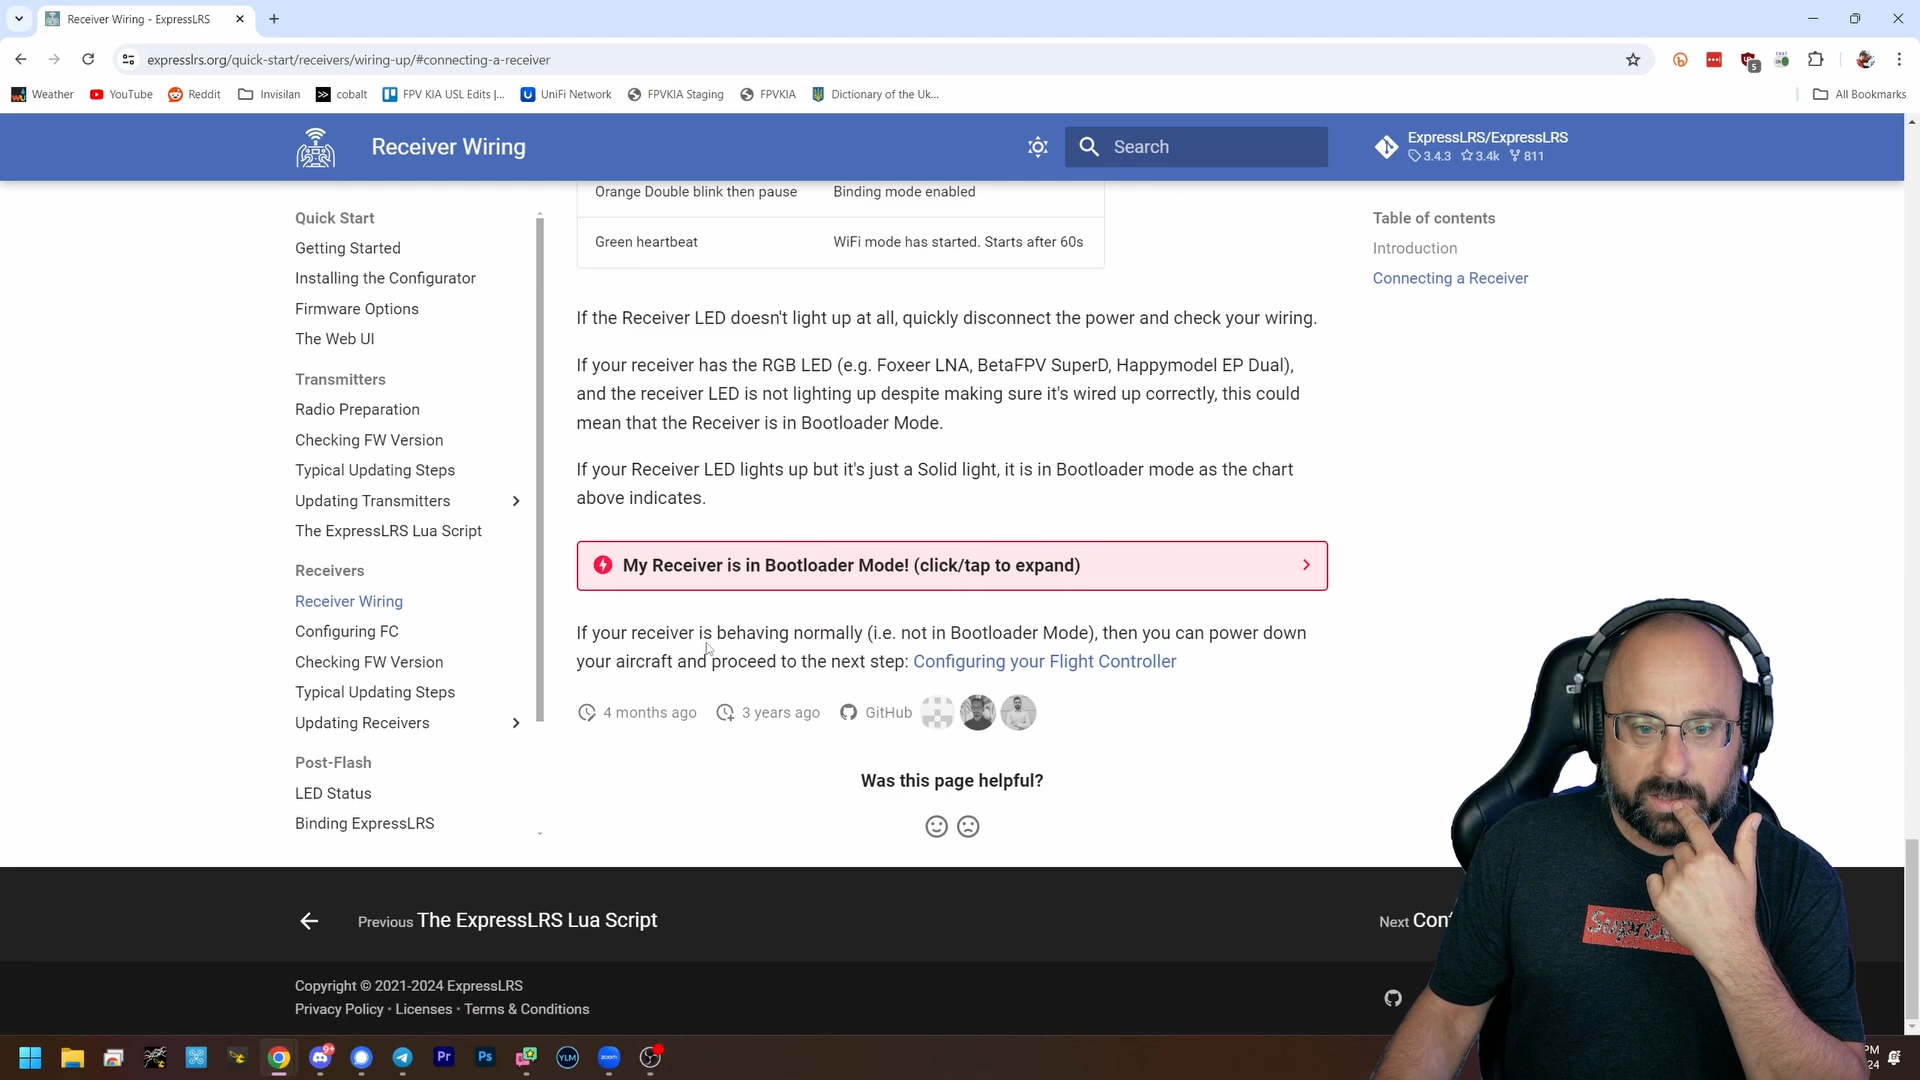 Receiver Wiring - ExpressLRS
expresslrs.org/quick-start/receivers/wiring-up/#connecting-a-receiver
5
Weather
YouTube
Reddit
Invisilan
cobalt
FPV KIA USL Edits |...
UniFi Network
FPVKIA Staging
FPVKIA
Dictionary of the Uk...
All Bookmarks
Receiver Wiring
Search
ExpressLRS/ExpressLRS
3.4.3 3.4k 811
Quick Start
Getting Started
Installing the Configurator
Firmware Options
The Web UI
Transmitters
Radio Preparation
Checking FW Version
Typical Updating Steps
Updating Transmitters
The ExpressLRS Lua Script
Receivers
Receiver Wiring
Configuring FC
Checking FW Version
Typical Updating Steps
Updating Receivers
Post-Flash
LED Status
Binding ExpressLRS
Orange Double blink then pause Binding mode enabled
Green heartbeat WiFi mode has started. Starts after 60s
If the Receiver LED doesn't light up at all, quickly disconnect the power and check your wiring.
If your receiver has the RGB LED (e.g. Foxeer LNA, BetaFPV SuperD, Happymodel EP Dual),
and the receiver LED is not lighting up despite making sure it's wired up correctly, this could
mean that the Receiver is in Bootloader Mode.
If your Receiver LED lights up but it's just a Solid light, it is in Bootloader mode as the chart
above indicates.
My Receiver is in Bootloader Mode! (click/tap to expand)
If your receiver is behaving normally (i.e. not in Bootloader Mode), then you can power down
your aircraft and proceed to the next step: Configuring your Flight Controller
4 months ago 3 years ago GitHub
Was this page helpful?
Table of contents
Introduction
Connecting a Receiver
Previous The ExpressLRS Lua Script
Next Con
Copyright © 2021-2024 ExpressLRS
Privacy Policy · Licenses · Terms & Conditions
9+
Pr
Ps
YLM
zoom
PM
24